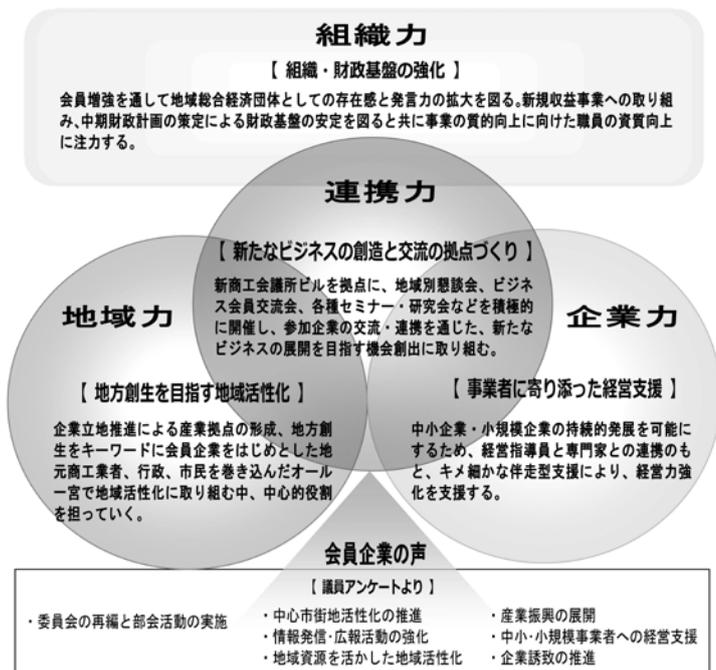 組織力
【 組織・財政基盤の強化 】
会員増強を通して地域総合経済団体としての存在感と発言力の拡大を図る。新規収益事業への取り組
み、中期財政計画の策定による財政基盤の安定を図ると共に事業の質的向上に向けた職員の資質向上
に注力する。
連携力
【 新たなビジネスの創造と交流の拠点づくり 】
新商工会議所ビルを拠点に、地域別懇談会、ビジネ
ス会員交流会、各種セミナー・研究会などを積極的
に開催し、参加企業の交流・連携を通じた、新たな
ビジネスの展開を目指す機会創出に取り組む。
地域力
【 地方創生を目指す地域活性化 】
企業立地推進による産業拠点の形成、地方創
生をキーワードに会員企業をはじめとした地
元商工業者、行政、市民を巻き込んだオール
一宮で地域活性化に取り組む中、中心的役割
を担っていく。
企業力
【 事業者に寄り添った経営支援 】
中小企業・小規模企業の持続的発展を可能に
するため、経営指導員と専門家との連携のも
と、キメ細かな伴走型支援により、経営力強
化を支援する。
会員企業の声
【 議員アンケートより 】
・委員会の再編と部会活動の実施
・中心市街地活性化の推進
・情報発信・広報活動の強化
・地域資源を活かした地域活性化
・産業振興の展開
・中小・小規模事業者への経営支援
・企業誘致の推進